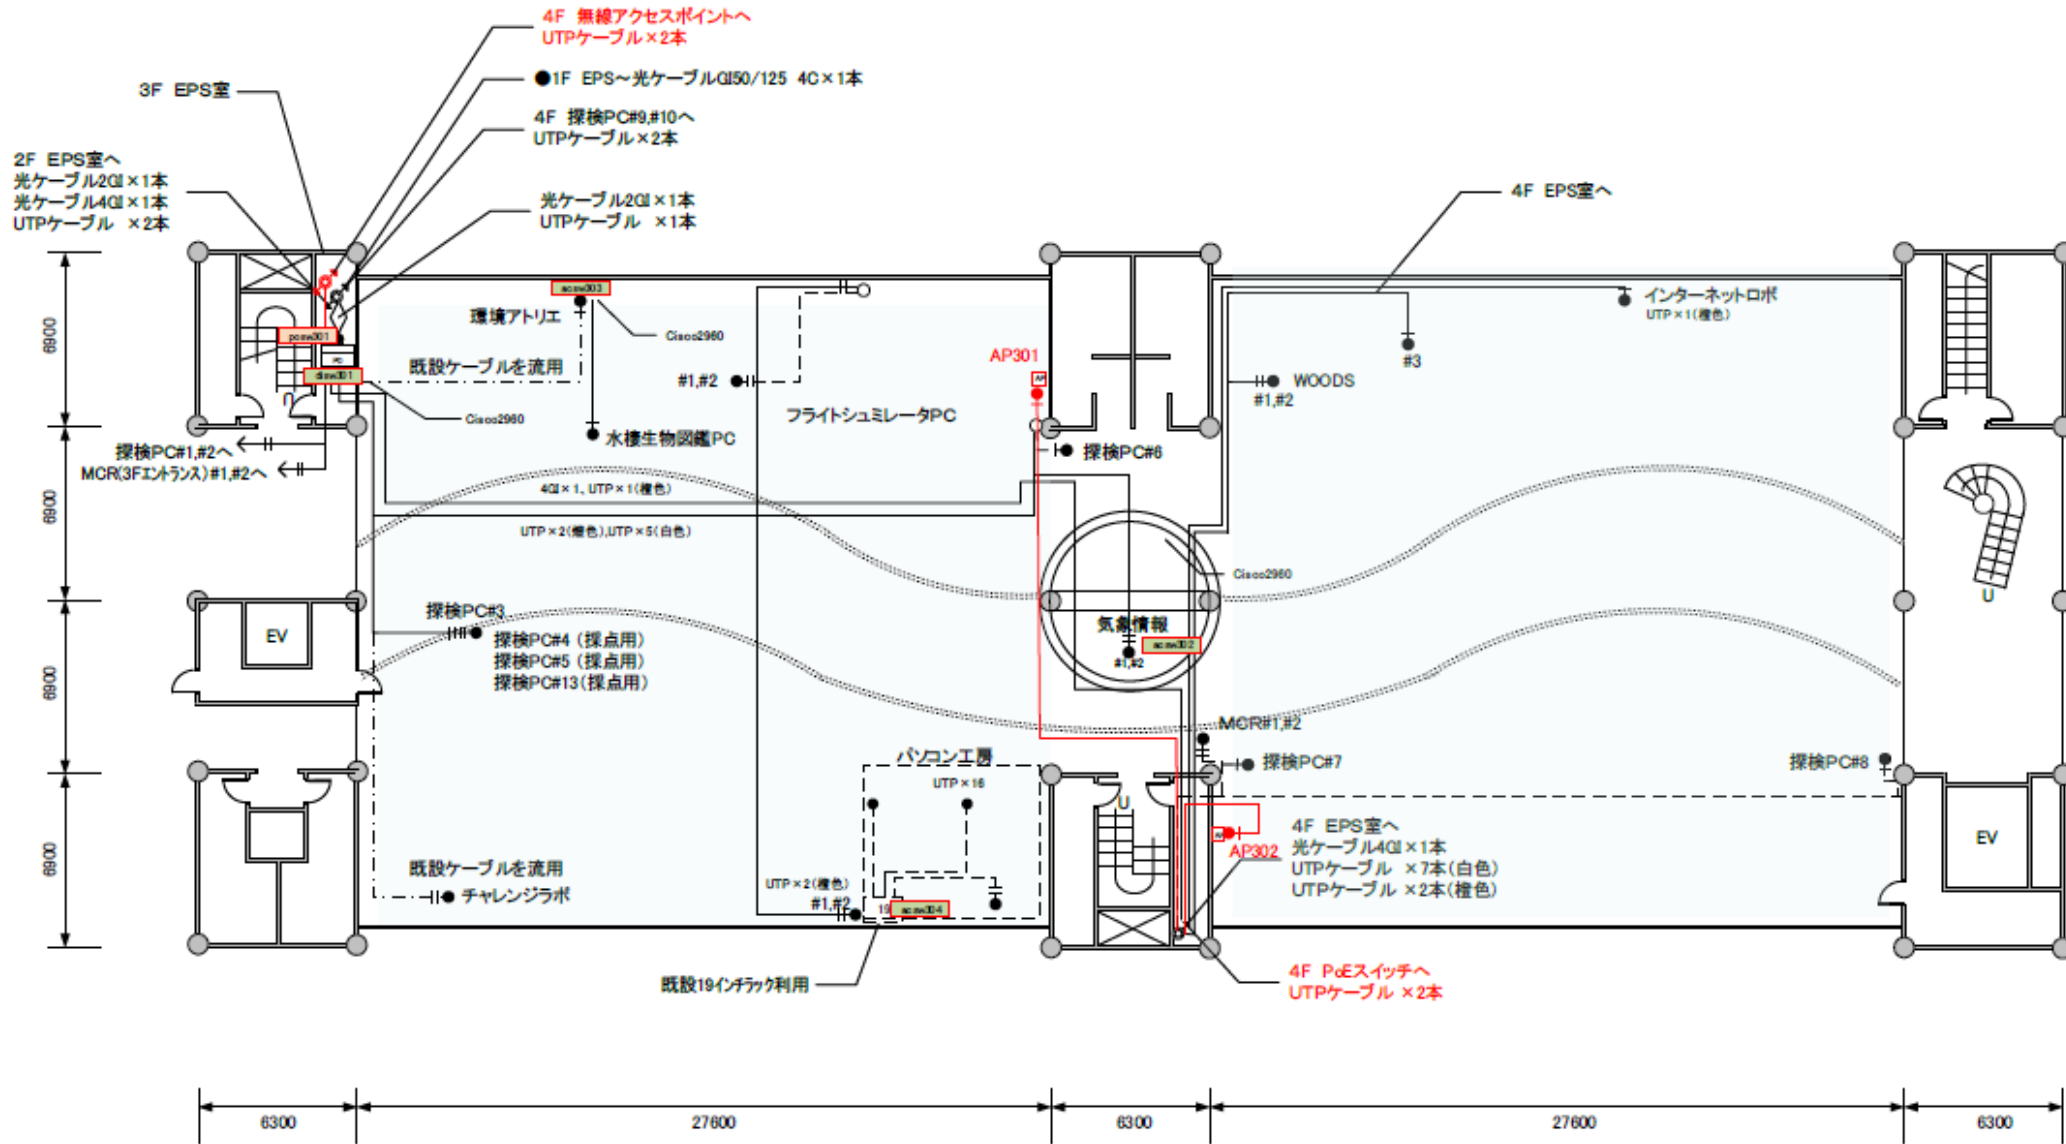 4F 無線アクセスポイントへ
UTPケーブル×2本
●1F EPS～光ケーブルGI50/125 4C×1本
3F EPS室
4F 探検PC#9,#10へ
UTPケーブル×2本
2F EPS室へ
光ケーブル2GI×1本
光ケーブル4GI×1本
UTPケーブル ×2本
光ケーブル2GI×1本
UTPケーブル ×1本
4F EPS室へ
acsw303
環境アトリエ
Cisco2960
インターネットロボ
UTP×1(橙色)
posw301
PD
disw301
既設ケーブルを流用
#1,#2
AP301
AP
#3
WOODS
#1,#2
Cisco2960
フライトシュミレータPC
水棲生物図鑑PC
探検PC#6
探検PC#1,#2へ
MCR(3Fエントランス)#1,#2へ
4GI×1、UTP×1(橙色)
UTP×2(橙色),UTP×5(白色)
Cisco2960
U
U
EV
探検PC#3
探検PC#4 (採点用)
探検PC#5 (採点用)
探検PC#13(採点用)
気象情報
acsw302
#1,#2
MCR#1,#2
探検PC#7
探検PC#8
パソコン工房
UTP×16
U
AP
AP302
4F EPS室へ
光ケーブル4GI×1本
UTPケーブル ×7本(白色)
UTPケーブル ×2本(橙色)
EV
既設ケーブルを流用
チャレンジラボ
UTP×2(橙色)
#1,#2
19
acsw304
既設19インチラック利用
4F PoEスイッチへ
UTPケーブル ×2本
6900
6900
6900
6900
6300
27600
6300
27600
6300